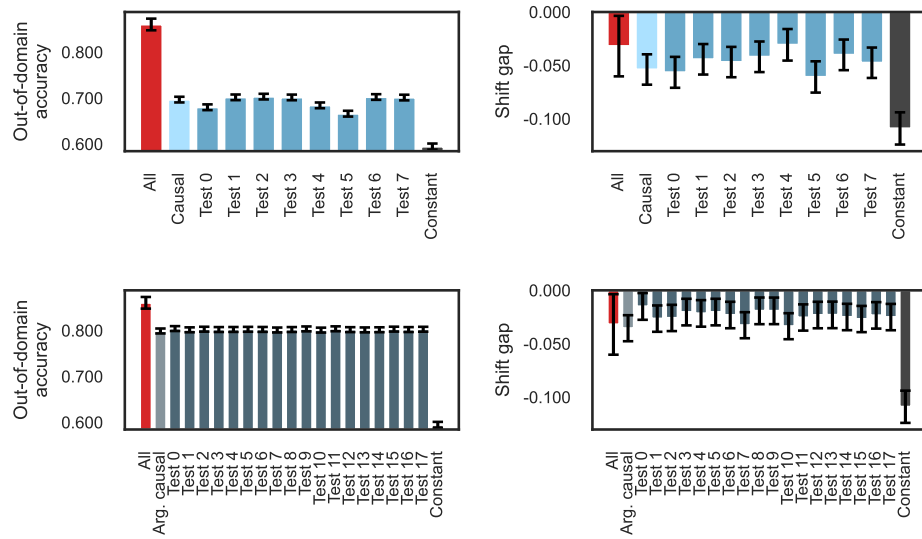 Out-of-domain
accuracy
0.800
0.700
0.600
All
Causal
Test 0
Test 1
Test 2
Test 3
Test 4
Test 5
Test 6
Test 7
Constant
Shift gap
0.000
-0.050
-0.100
All
Causal
Test 0
Test 1
Test 2
Test 3
Test 4
Test 5
Test 6
Test 7
Constant
Out-of-domain
accuracy
0.800
0.700
0.600
All
Arg. causal
Test 0
Test 1
Test 2
Test 3
Test 4
Test 5
Test 6
Test 7
Test 8
Test 9
Test 10
Test 11
Test 12
Test 13
Test 14
Test 15
Test 16
Test 17
Constant
Shift gap
0.000
-0.050
-0.100
All
Arg. causal
Test 0
Test 1
Test 2
Test 3
Test 4
Test 5
Test 6
Test 7
Test 8
Test 9
Test 10
Test 11
Test 12
Test 13
Test 14
Test 15
Test 16
Test 17
Constant